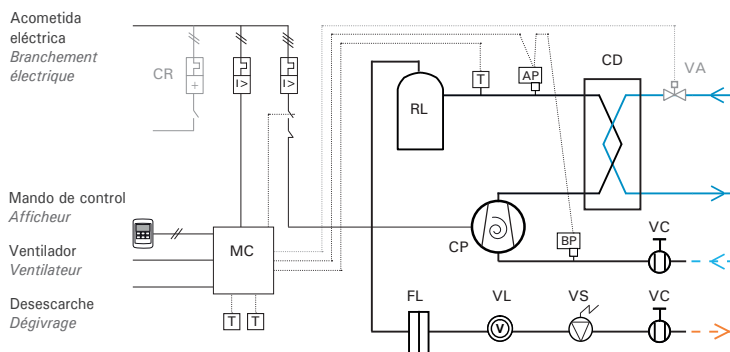 Acometida
eléctrica
Branchement
électrique
CR
+
I>
I>
T
AP
CD
VA
RL
Mando de control
Afficheur
Ventilador
Ventilateur
Desescarche
Dégivrage
MC
T
T
CP
BP
VC
FL
VL
V
VS
VC